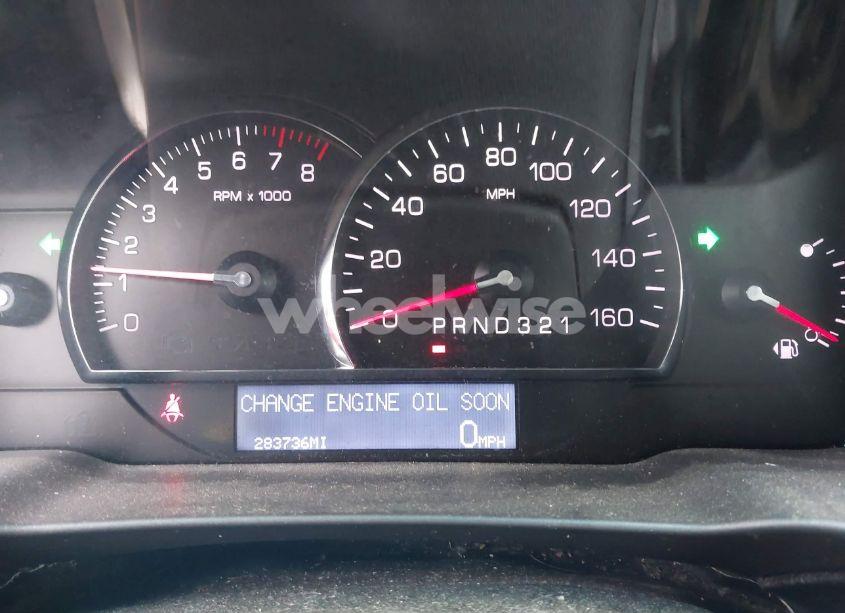 0 1 2 3 4 5 6 7 8
RPM x 1000
0 20 40 60 80 100 120 140 160
MPH
PRND321
wheelwise
CHANGE ENGINE OIL SOON
283736MI 0MPH